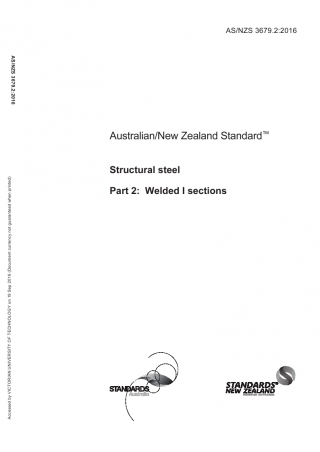 AS/NZS 3679.2:2016
AS/NZS 3679.2:2016
Australian/New Zealand Standard™
Structural steel
Part 2: Welded I sections
Accessed by VICTORIAN UNIVERSITY OF TECHNOLOGY on 16 Sep 2016 (Document currency not guaranteed when printed)
STANDARDS
Australia
STANDARDS
NEW ZEALAND